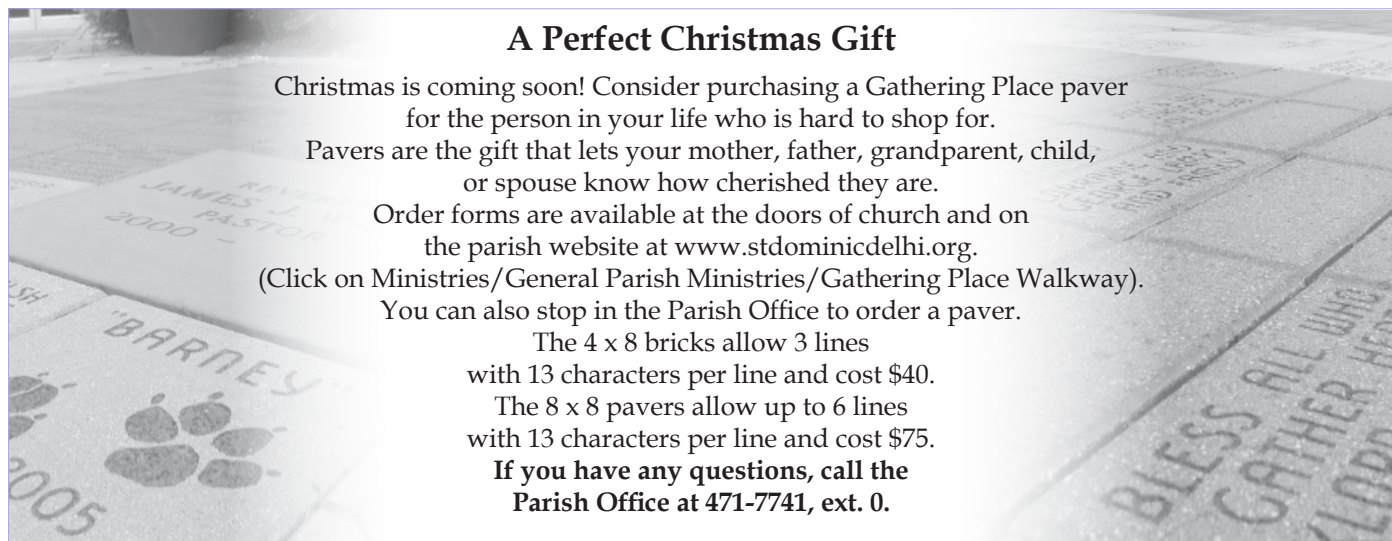 A Perfect Christmas Gift
Christmas is coming soon! Consider purchasing a Gathering Place paver
for the person in your life who is hard to shop for.
Pavers are the gift that lets your mother, father, grandparent, child,
or spouse know how cherished they are.
Order forms are available at the doors of church and on
the parish website at www.stdominicdelhi.org.
(Click on Ministries/General Parish Ministries/Gathering Place Walkway).
You can also stop in the Parish Office to order a paver.
The 4 x 8 bricks allow 3 lines
with 13 characters per line and cost $40.
The 8 x 8 pavers allow up to 6 lines
with 13 characters per line and cost $75.
If you have any questions, call the
Parish Office at 471-7741, ext. 0.
JAMES J.
PASTOR
2000 –
"BARNEY"
2005
GEORGE
AND FAMILY
BLESS ALL WHO
GATHER
LORD